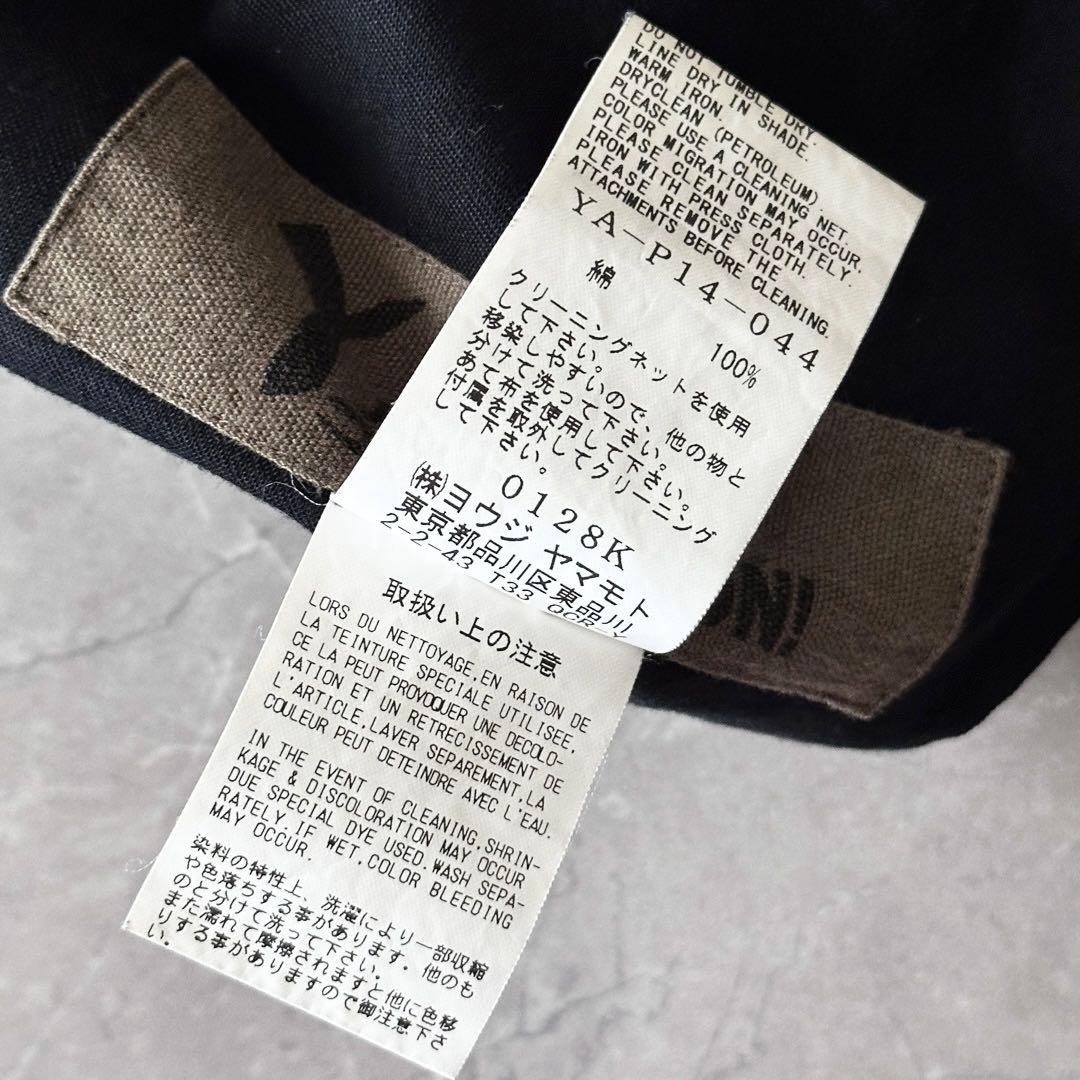 DO NOT TUMBLE DRY.
LINE DRY IN SHADE.
WARM IRON.
DRYCLEAN (PETROLEUM)
PLEASE USE A CLEANING NET.
COLOR MIGRATION MAY OCCUR.
PLEASE CLEAN SEPARATELY.
IRON WITH PRESS CLOTH.
PLEASE REMOVE THE
ATTACHMENTS BEFORE CLEANING.
YA-P14-044
綿 100%
クリーニングネットを使用
して下さい。
移染しやすいので、他の物と
分けて洗って下さい。
あて布を使用して下さい。
付属を取外してクリーニング
して下さい。
0128K
㈱ヨウジ ヤマモト
東京都品川区東品川
2-2-43 T33 OCR
取扱い上の注意
LORS DU NETTOYAGE,EN RAISON DE
LA TEINTURE SPECIALE UTILISEE,
CE LA PEUT PROVOQUER UNE DECOLO-
RATION ET UN RETRECISSEMENT DE
L'ARTICLE,LAVER SEPAREMENT,LA
COULEUR PEUT DETEINDRE AVEC L'EAU.
IN THE EVENT OF CLEANING,SHRIN-
KAGE & DISCOLORATION MAY OCCUR
DUE SPECIAL DYE USED.WASH SEPA-
RATELY.IF WET,COLOR BLEEDING
MAY OCCUR.
染料の特性上、洗濯により一部収縮
や色落ちする事があります。他のも
のと分けて洗って下さい。
また濡れて摩擦されますと他に色移
りする事がありますので御注意下さ
い。